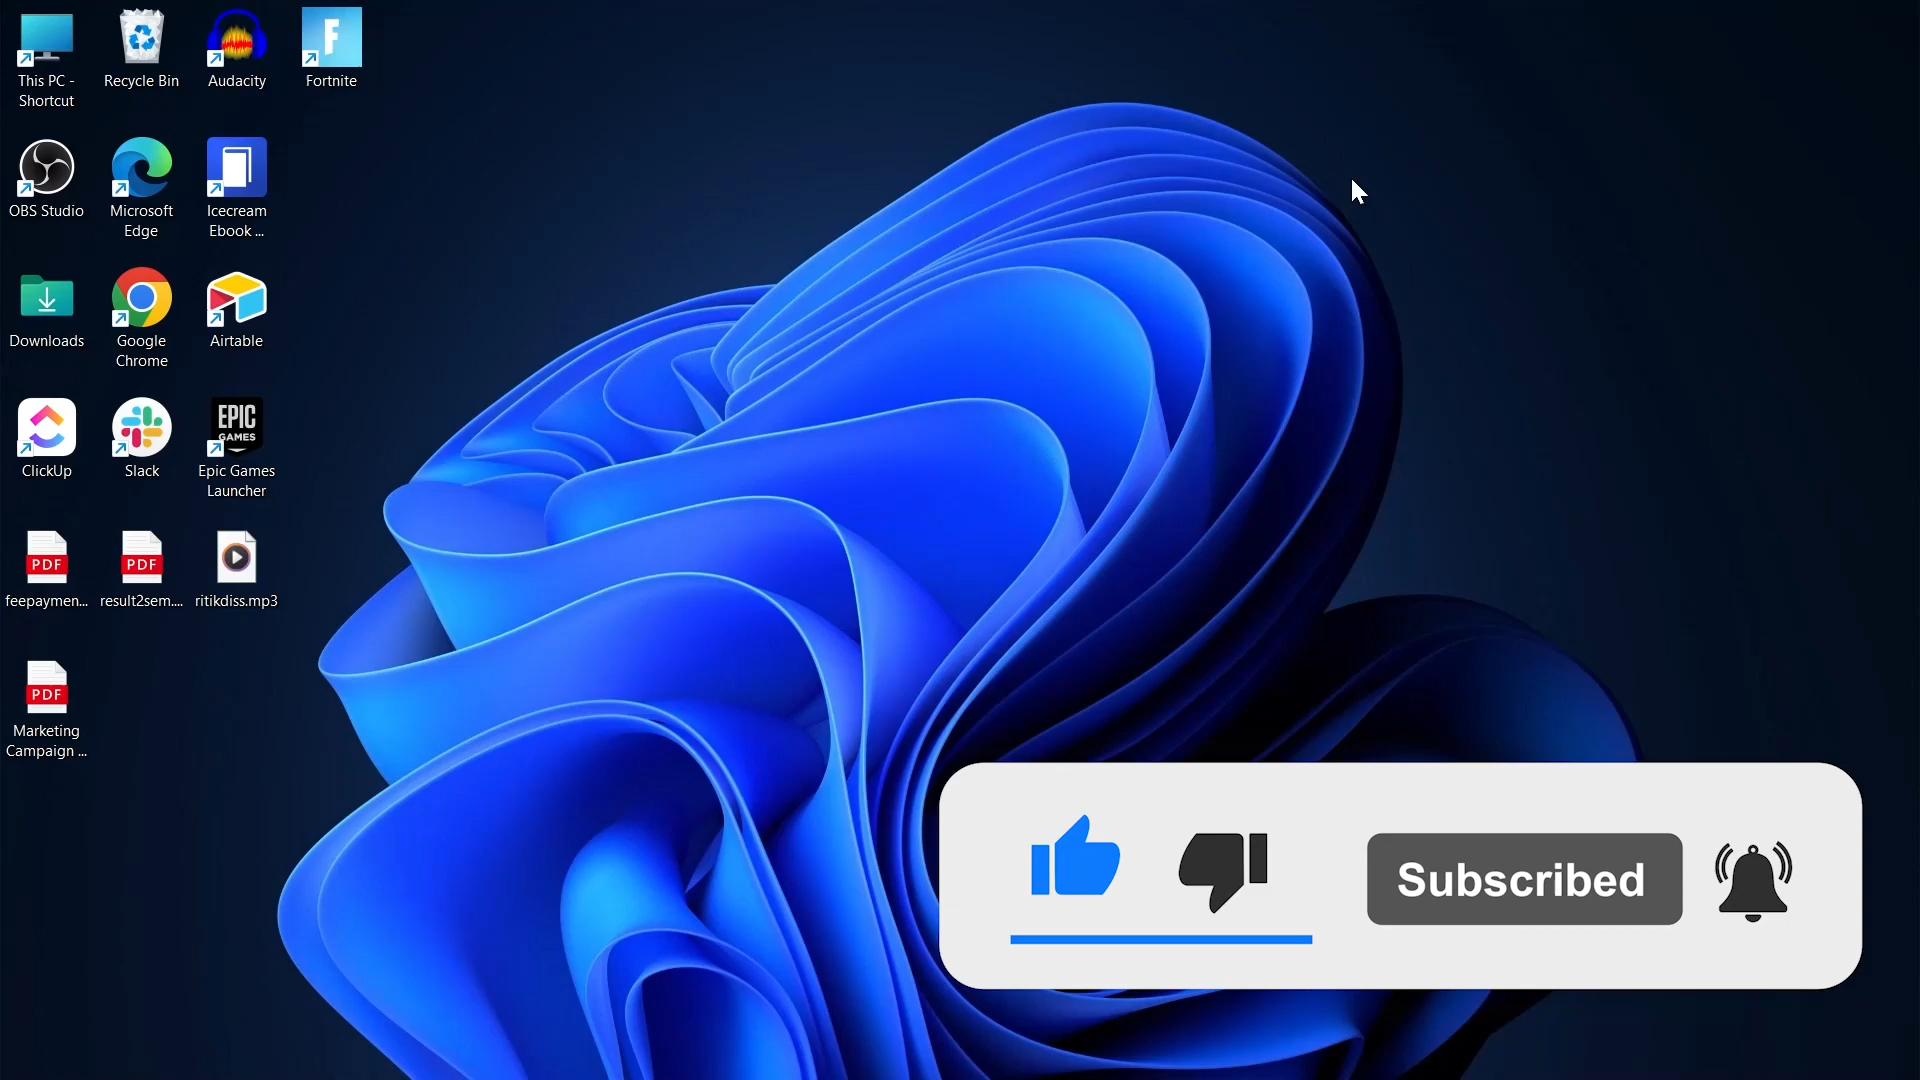 This PC -
Shortcut
Recycle Bin
Audacity
F
Fortnite
OBS Studio
Microsoft
Edge
Icecream
Ebook ...
Downloads
Google
Chrome
Airtable
ClickUp
Slack
EPIC
GAMES
Epic Games
Launcher
PDF
feepaymen...
PDF
result2sem....
ritikdiss.mp3
PDF
Marketing
Campaign ...
Subscribed